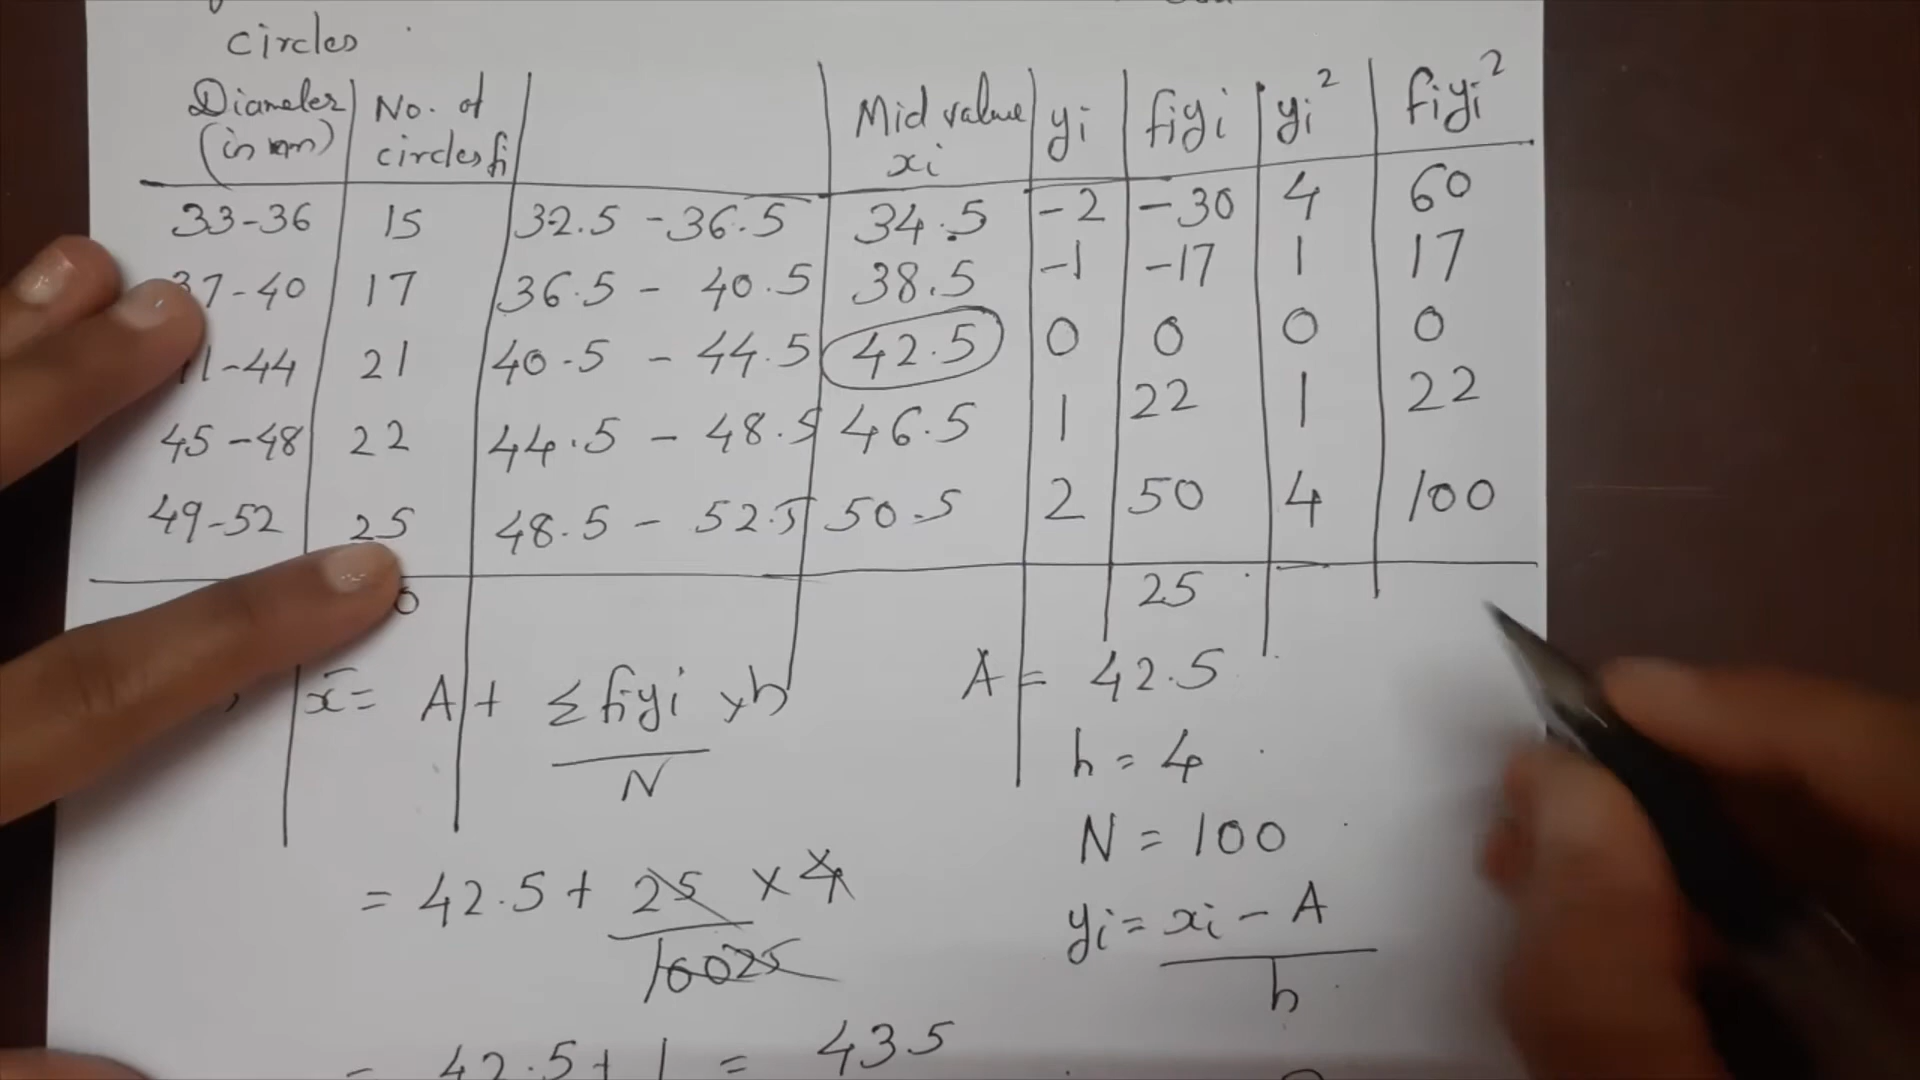 circles
Diameter (in mm) No. of circles fi Mid value xi yi fiyi yi² fiyi²
33-36 15 32.5 - 36.5 34.5 -2 -30 4 60
37-40 17 36.5 - 40.5 38.5 -1 -17 1 17
1-44 21 40.5 - 44.5 42.5 0 0 0 0
45-48 22 44.5 - 48.5 46.5 1 22 1 22
49-52 25 48.5 - 52.5 50.5 2 50 4 100
0 25
x̄ = A + Σfiyi / N × h
= 42.5 + 25 / 100 25 × 4
= 42.5 + 1 = 43.5
A = 42.5
h = 4
N = 100
yi = xi - A / h